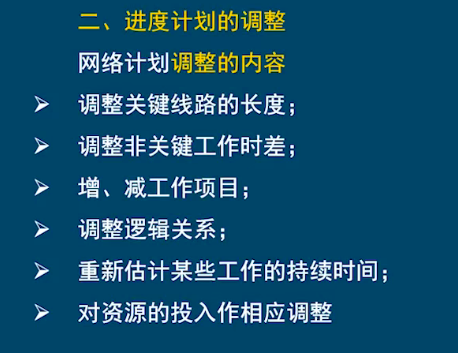 二、进度计划的调整
网络计划调整的内容
➢ 调整关键线路的长度；
➢ 调整非关键工作时差；
➢ 增、减工作项目；
➢ 调整逻辑关系；
➢ 重新估计某些工作的持续时间；
➢ 对资源的投入作相应调整